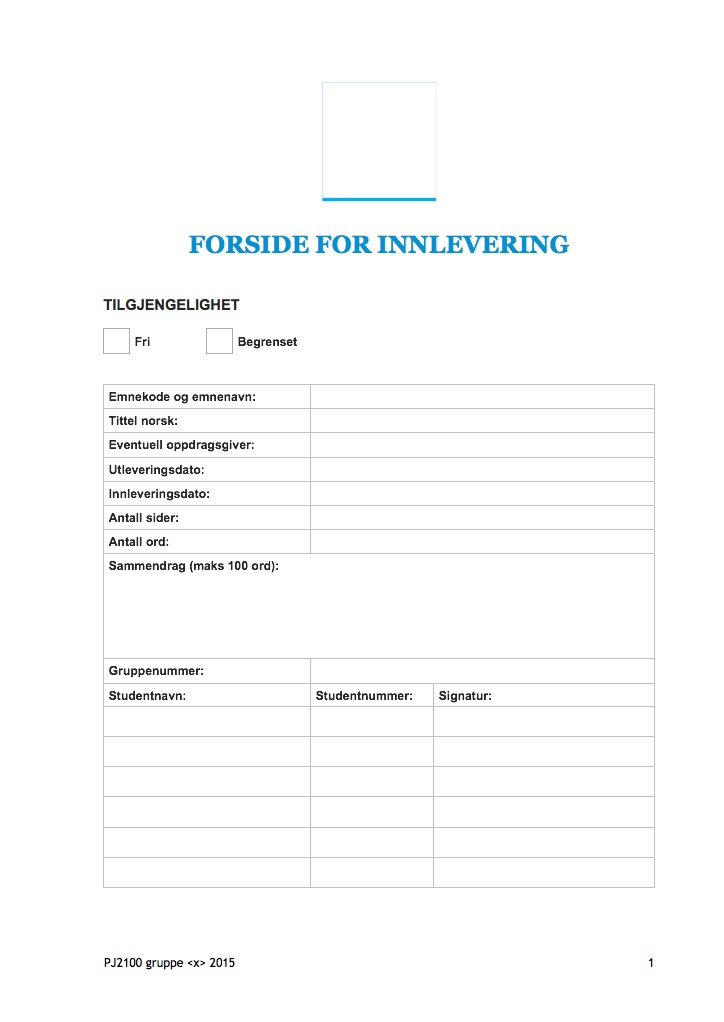 FORSIDE FOR INNLEVERING
TILGJENGELIGHET
Fri Begrenset
Emnekode og emnenavn:
Tittel norsk:
Eventuell oppdragsgiver:
Utleveringsdato:
Innleveringsdato:
Antall sider:
Antall ord:
Sammendrag (maks 100 ord):
Gruppenummer:
Studentnavn: Studentnummer: Signatur:
PJ2100 gruppe <x> 2015 1